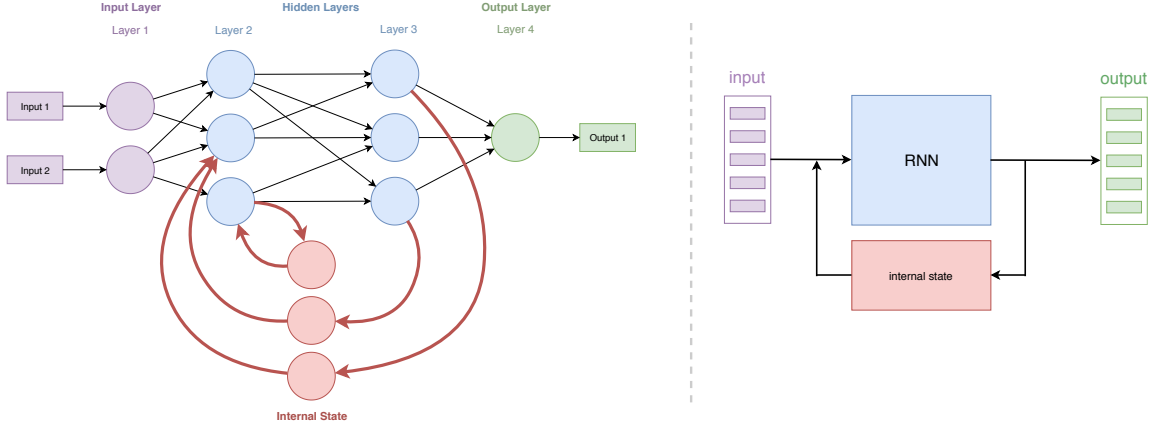 Input Layer
Hidden Layers
Output Layer
Layer 1
Layer 2
Layer 3
Layer 4
Input 1
Input 2
Output 1
Internal State
input
output
RNN
internal state